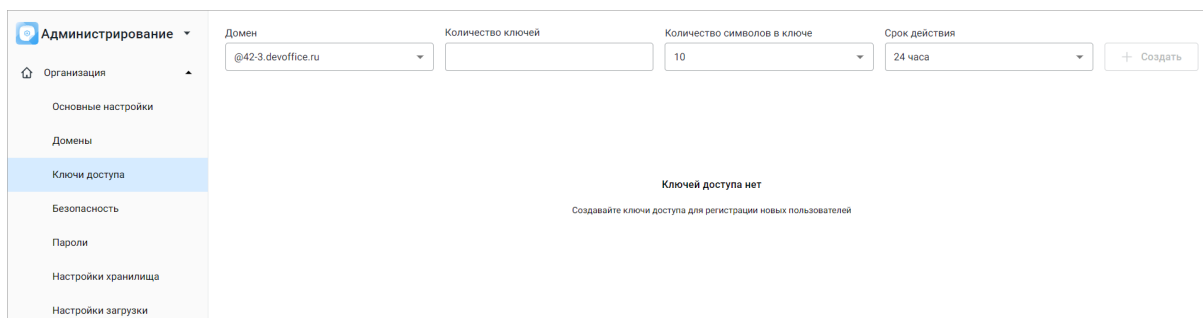 Администрирование
Организация
Основные настройки
Домены
Ключи доступа
Безопасность
Пароли
Настройки хранилища
Настройки загрузки
Домен
Количество ключей
Количество символов в ключе
Срок действия
@42-3.devoffice.ru
10
24 часа
+ Создать
Ключей доступа нет
Создавайте ключи доступа для регистрации новых пользователей